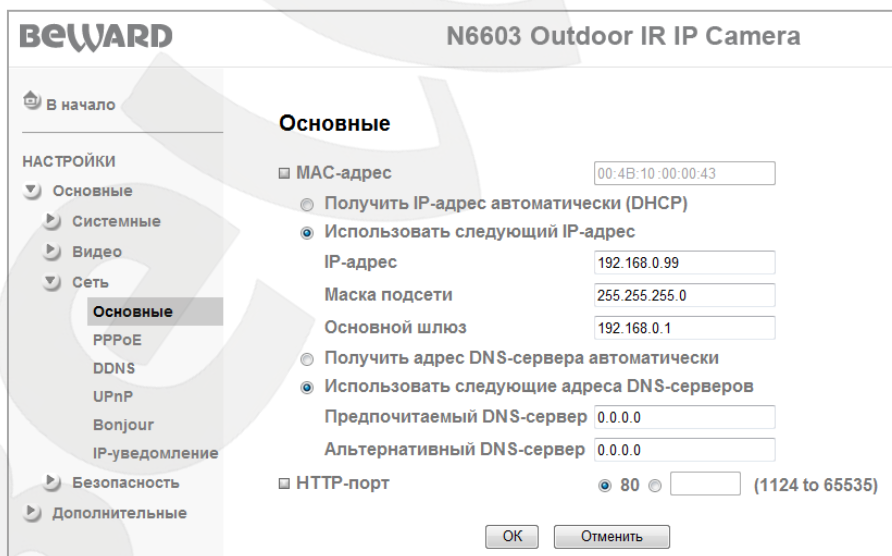 BEWARD
N6603 Outdoor IR IP Camera
В начало
НАСТРОЙКИ
Основные
Системные
Видео
Сеть
Основные
PPPoE
DDNS
UPnP
Bonjour
IP-уведомление
Безопасность
Дополнительные
Основные
MAC-адрес 00:4B:10:00:00:43
Получить IP-адрес автоматически (DHCP)
Использовать следующий IP-адрес
IP-адрес 192.168.0.99
Маска подсети 255.255.255.0
Основной шлюз 192.168.0.1
Получить адрес DNS-сервера автоматически
Использовать следующие адреса DNS-серверов
Предпочитаемый DNS-сервер 0.0.0.0
Альтернативный DNS-сервер 0.0.0.0
HTTP-порт 80 (1124 to 65535)
OK Отменить